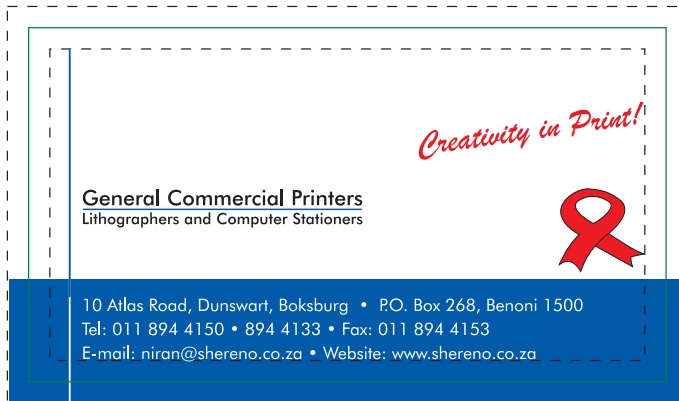 Creativity in Print!
General Commercial Printers
Lithographers and Computer Stationers
10 Atlas Road, Dunswart, Boksburg • P.O. Box 268, Benoni 1500
Tel: 011 894 4150 • 894 4133 • Fax: 011 894 4153
E-mail: niran@shereno.co.za • Website: www.shereno.co.za